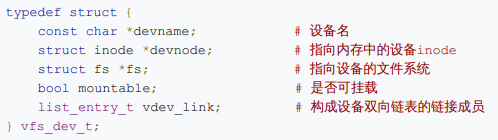 typedef struct {
const char *devname; # 设备名
struct inode *devnode; # 指向内存中的设备inode
struct fs *fs; # 指向设备的文件系统
bool mountable; # 是否可挂载
list_entry_t vdev_link; # 构成设备双向链表的链接成员
} vfs_dev_t;